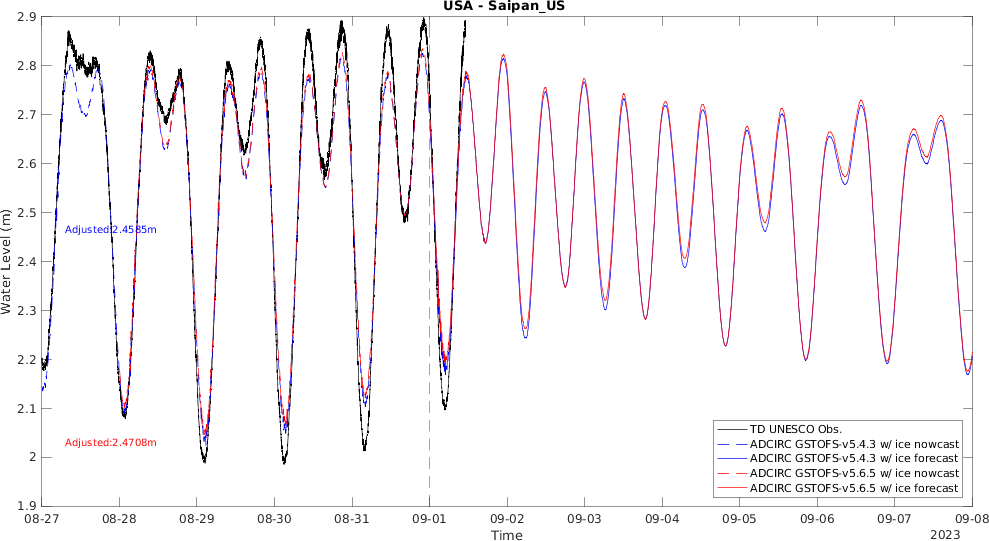 USA - Saipan_US
2.9
2.8
2.7
2.6
2.5
2.4
2.3
2.2
2.1
2
1.9
Water Level (m)
Adjusted:2.4585m
Adjusted:2.4708m
TD UNESCO Obs.
ADCIRC GSTOFS-v5.4.3 w/ ice nowcast
ADCIRC GSTOFS-v5.4.3 w/ ice forecast
ADCIRC GSTOFS-v5.6.5 w/ ice nowcast
ADCIRC GSTOFS-v5.6.5 w/ ice forecast
08-27 08-28 08-29 08-30 08-31 09-01 09-02 09-03 09-04 09-05 09-06 09-07 09-08
Time
2023